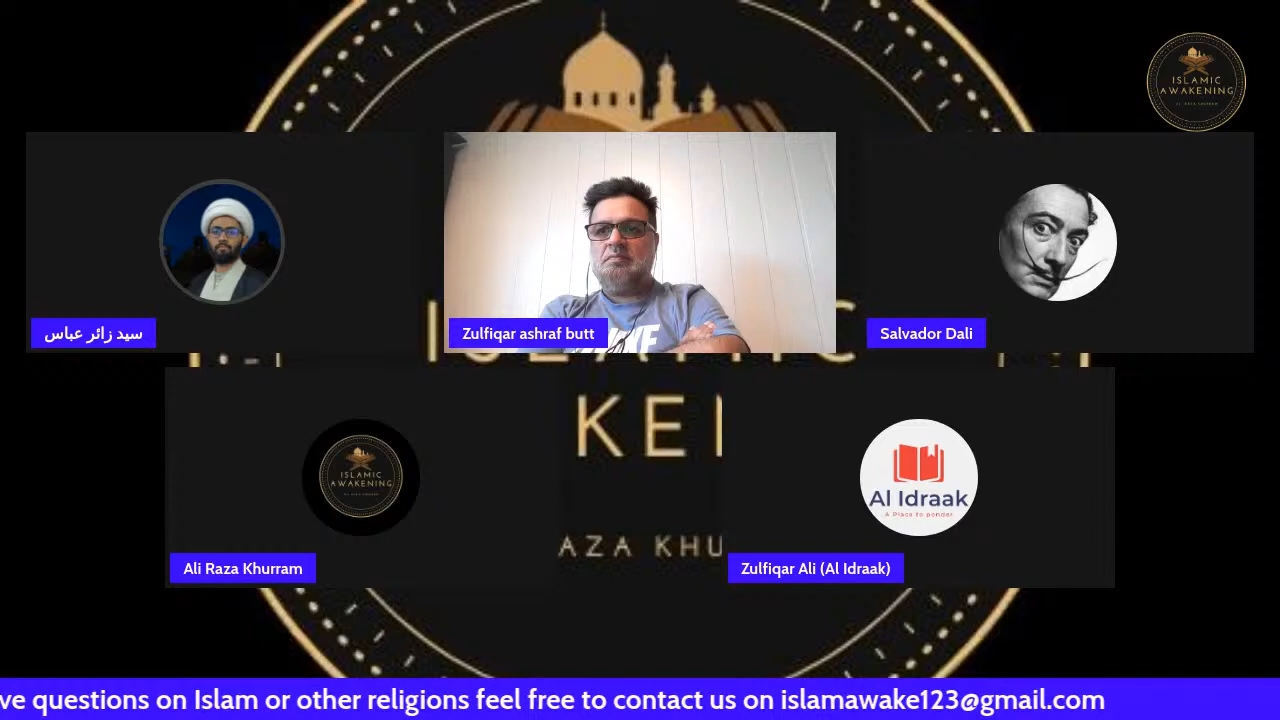 ISLAMIC
AWAKENING
سید زائر عباس
Zulfiqar ashraf butt
Salvador Dali
KE
ISLAMIC
AWAKENING
Al Idraak
A Place to ponder
AZA KHU
Ali Raza Khurram
Zulfiqar Ali (Al Idraak)
ve questions on Islam or other religions feel free to contact us on islamawake123@gmail.com